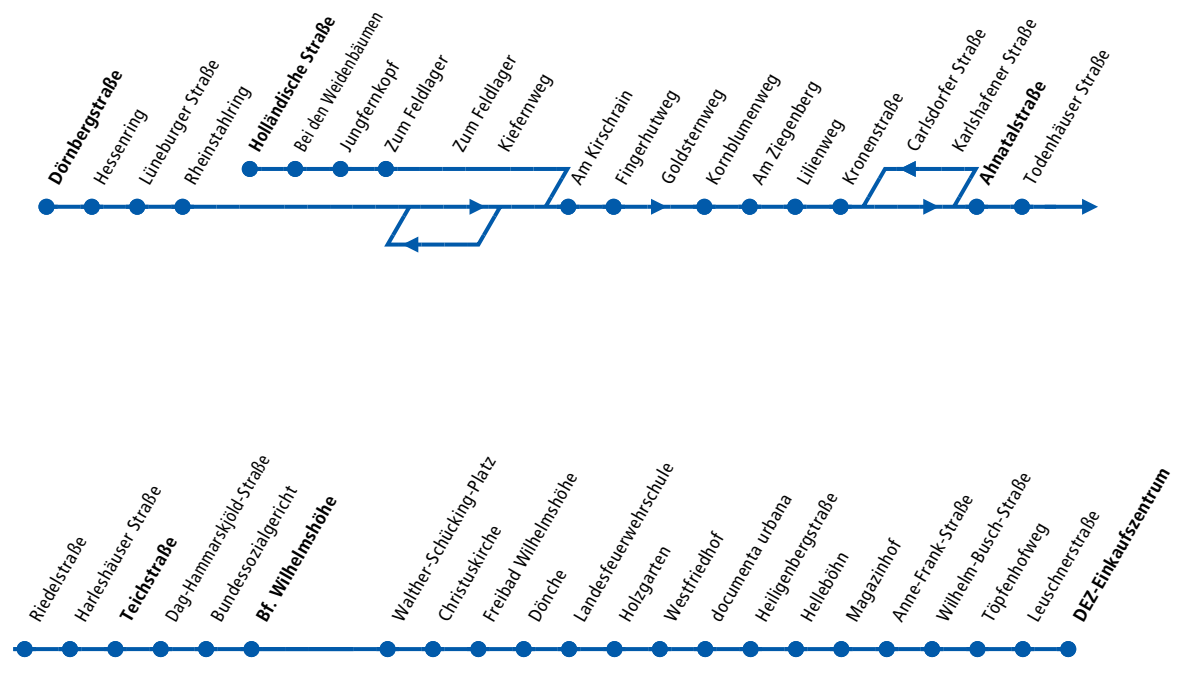 Dörnbergstraße
Hessenring
Lüneburger Straße
Rheinstahlring
Holländische Straße
Bei den Weidenbäumen
Jungfernkopf
Zum Feldlager
Zum Feldlager
Kiefernweg
Am Kirschrain
Fingerhutweg
Goldsternweg
Kornblumenweg
Am Ziegenberg
Lilienweg
Kronenstraße
Carlsdorfer Straße
Karlshafener Straße
Ahnatalstraße
Todenhäuser Straße
Riedelstraße
Harleshäuser Straße
Teichstraße
Dag-Hammarskjöld-Straße
Bundessozialgericht
Bf. Wilhelmshöhe
Walther-Schücking-Platz
Christuskirche
Freibad Wilhelmshöhe
Dönche
Landesfeuerwehrschule
Holzgarten
Westfriedhof
documenta urbana
Heiligenbergstraße
Helleböhn
Magazinhof
Anne-Frank-Straße
Wilhelm-Busch-Straße
Töpfenhofweg
Leuschnerstraße
DEZ-Einkaufszentrum